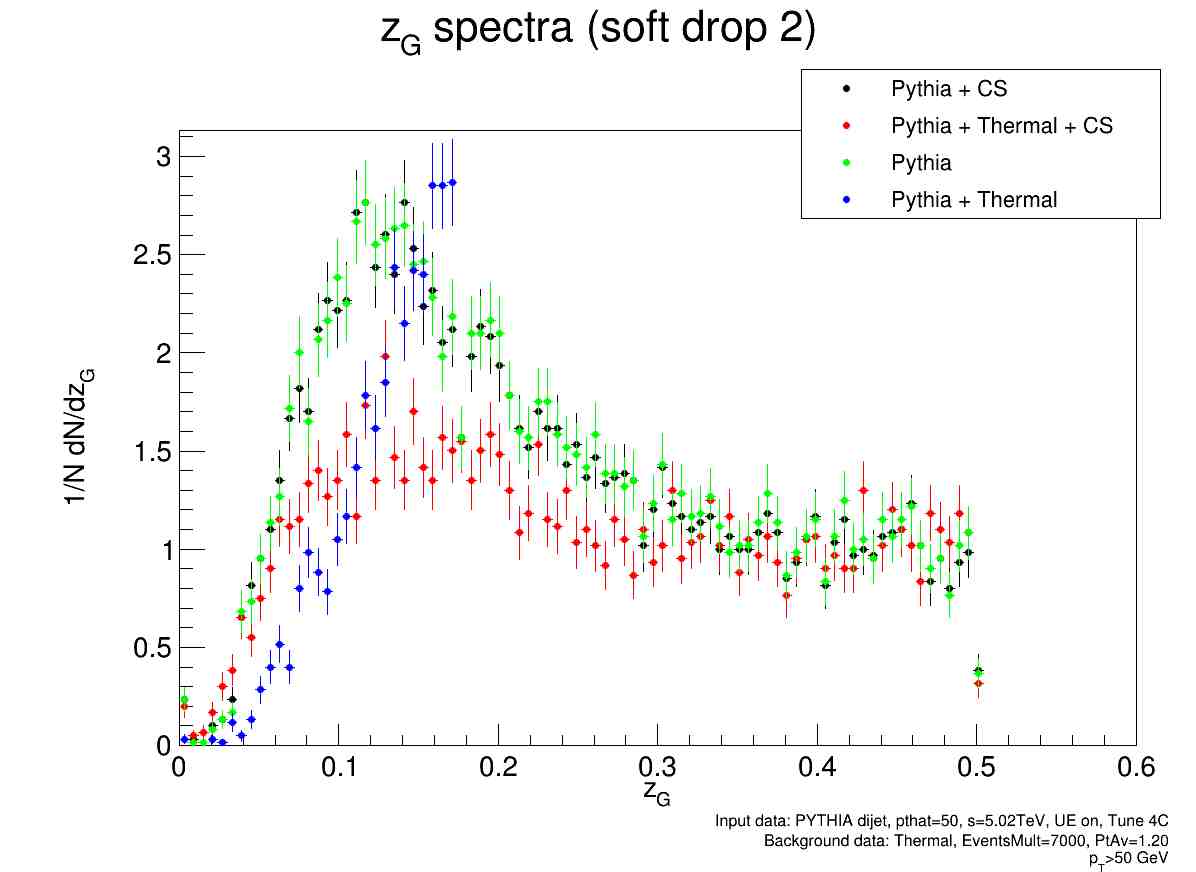 z_G spectra (soft drop 2)
Pythia + CS
Pythia + Thermal + CS
Pythia
Pythia + Thermal
1/N dN/dz_G
3
2.5
2
1.5
1
0.5
0
0 0.1 0.2 0.3 0.4 0.5 0.6
z_G
Input data: PYTHIA dijet, pthat=50, s=5.02TeV, UE on, Tune 4C
Background data: Thermal, EventsMult=7000, PtAv=1.20
p_T>50 GeV